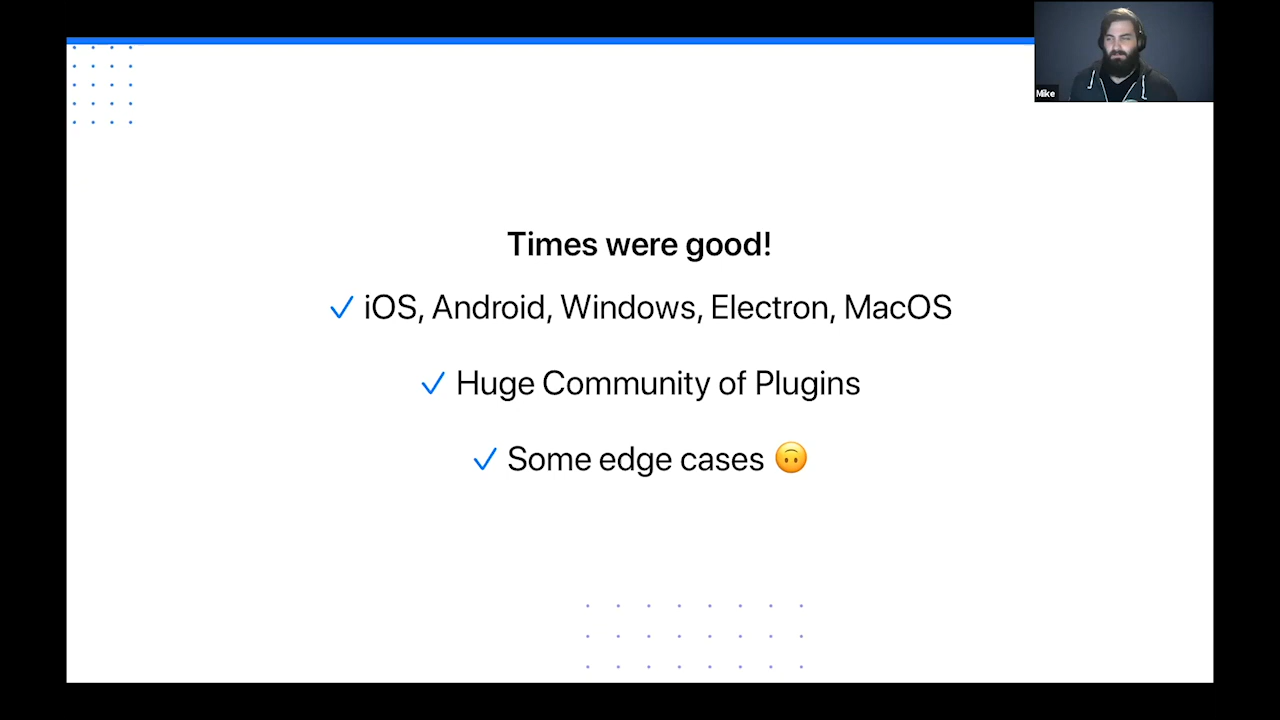 Mike
Times were good!
✓ iOS, Android, Windows, Electron, MacOS
✓ Huge Community of Plugins
✓ Some edge cases 🙃